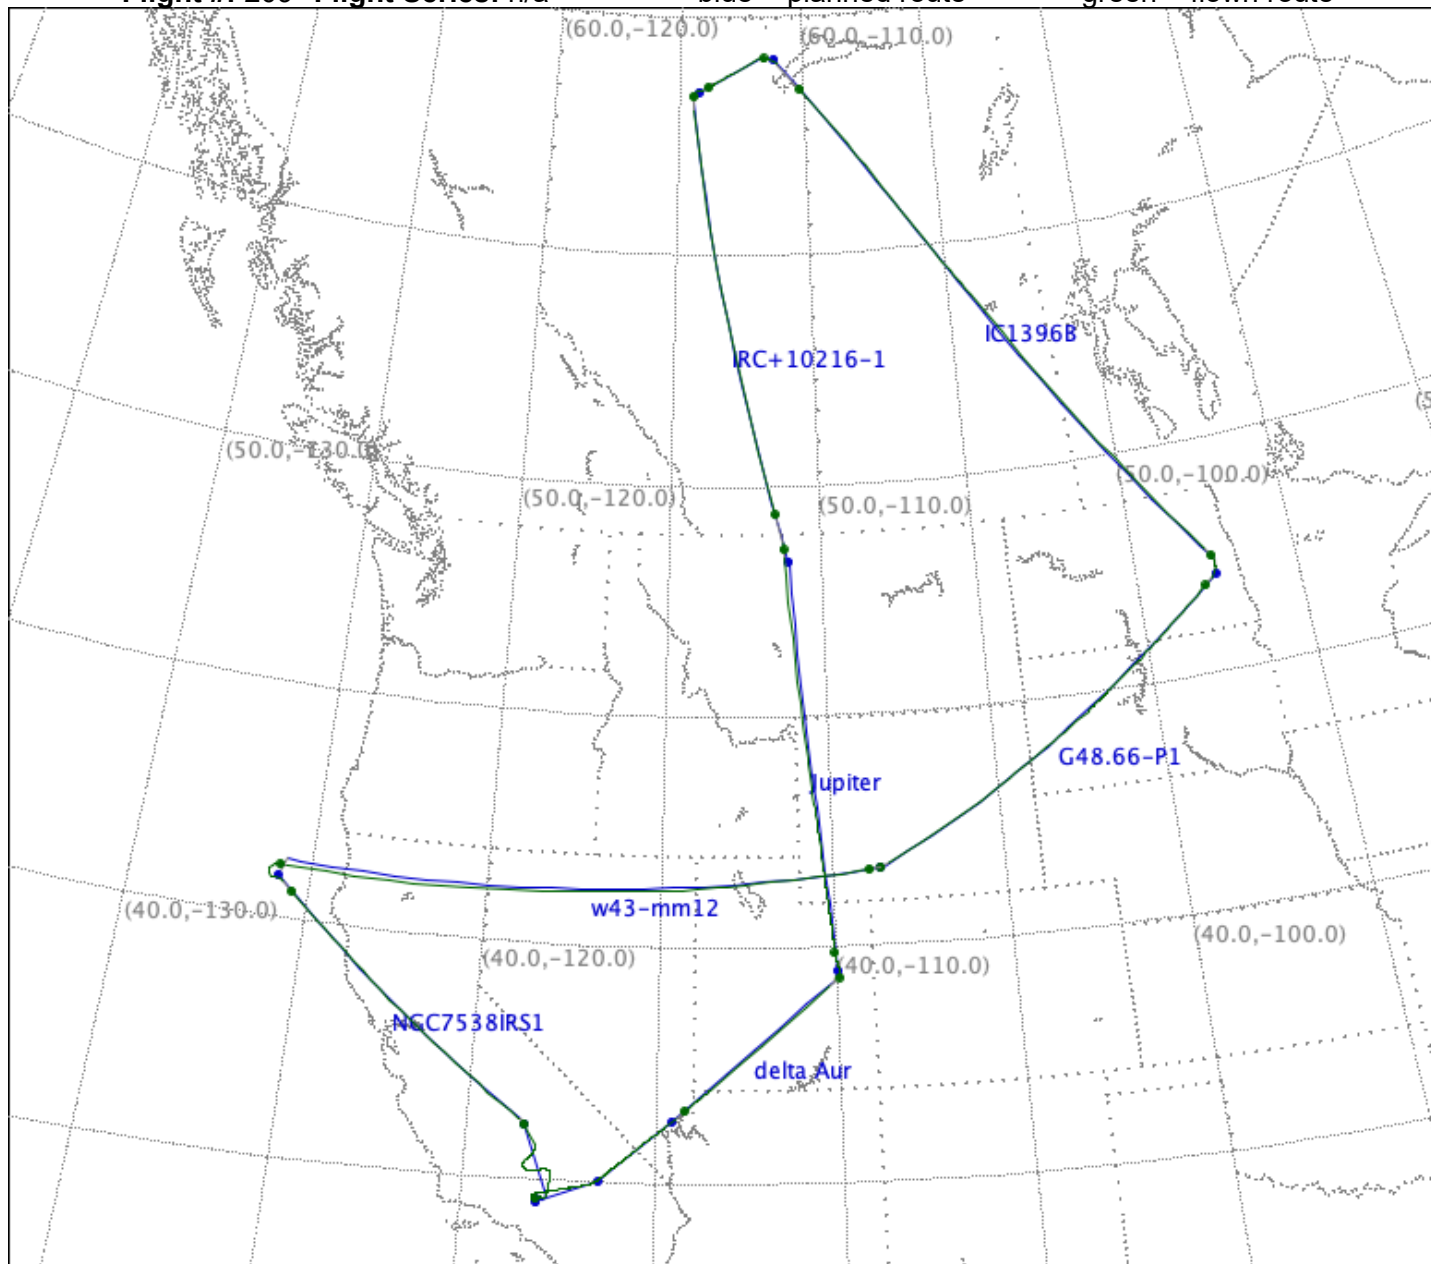 Flight Series: n/a blue = planned route green = flown route
(60.0,-120.0) (60.0,-110.0)
IC1396B
IRC+10216-1
(50.0,-130.0)
(50.0,-120.0) (50.0,-110.0) (50.0,-100.0)
G48.66-P1
Jupiter
w43-mm12
(40.0,-130.0)
(40.0,-120.0) (40.0,-110.0) (40.0,-100.0)
NGC7538IRS1
delta Aur